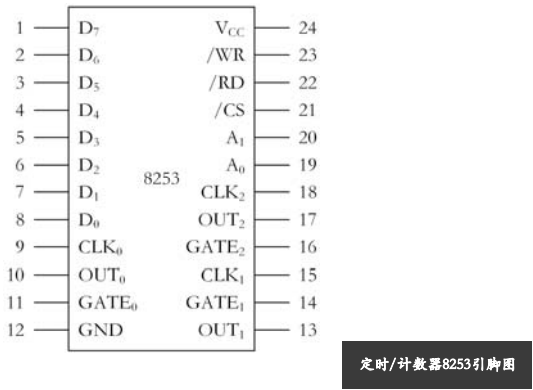 1 D₇ V_CC 24
2 D₆ /WR 23
3 D₅ /RD 22
4 D₄ /CS 21
5 D₃ A₁ 20
6 D₂ A₀ 19
8253
7 D₁ CLK₂ 18
8 D₀ OUT₂ 17
9 CLK₀ GATE₂ 16
10 OUT₀ CLK₁ 15
11 GATE₀ GATE₁ 14
12 GND OUT₁ 13
定时/计数器8253引脚图